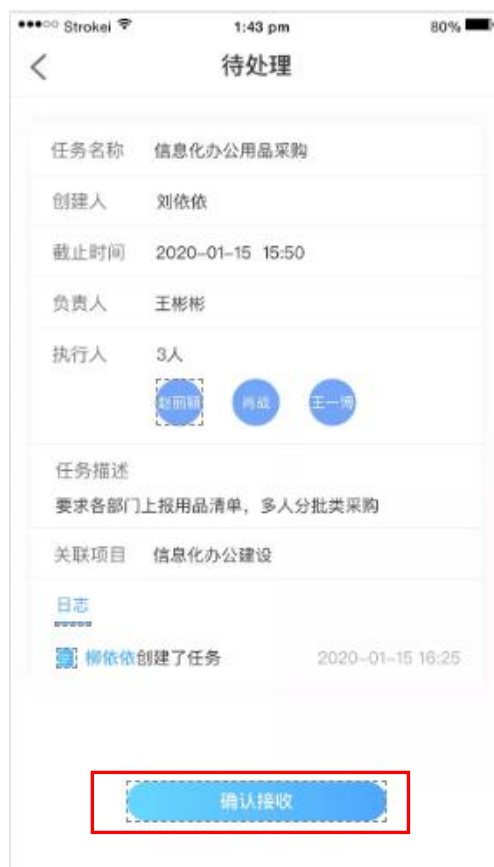 Strokei 1:43 pm 80%
待处理
任务名称 信息化办公用品采购
创建人 刘依依
截止时间 2020-01-15 15:50
负责人 王彬彬
执行人 3人
赵丽颖 肖战 王一博
任务描述
要求各部门上报用品清单，多人分批类采购
关联项目 信息化办公建设
日志
柳依依创建了任务 2020-01-15 16:25
确认接收